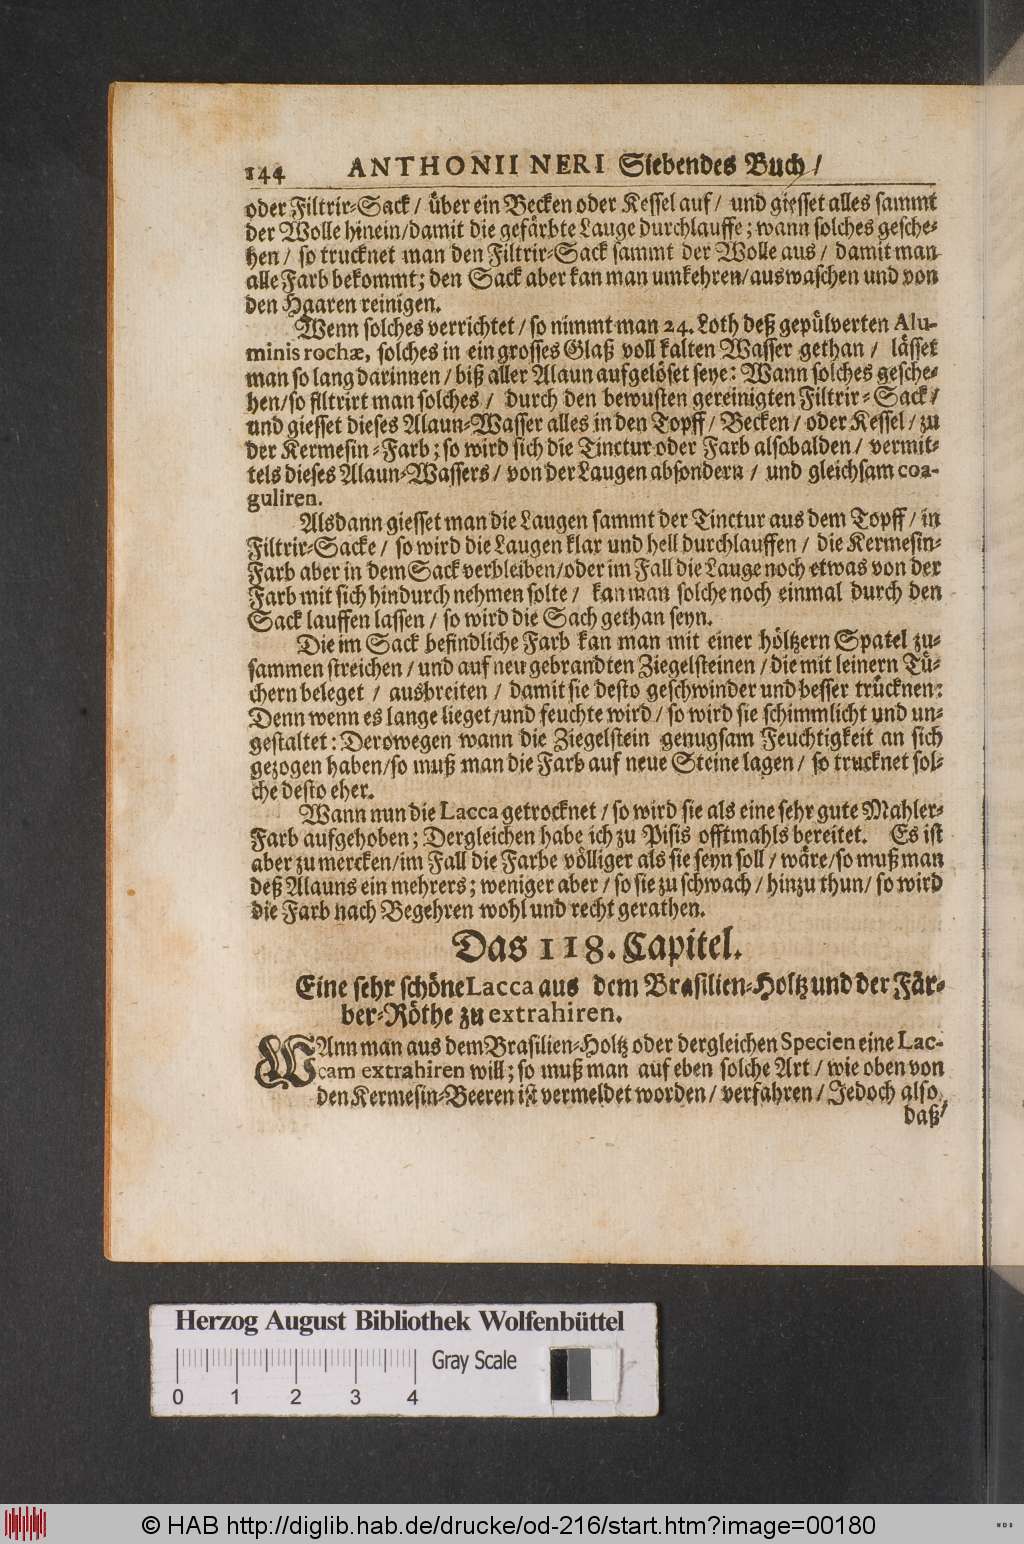 144 ANTHONII NERI Siebendes Buch /
oder Filtrir-Sack / über ein Becken oder Kessel auf / und giesset alles sammt
der Wolle hinein / damit die gefärbte Lauge durchlauffe; wann solches gesche-
hen / so trucknet man den Filtrir-Sack sammt der Wolle aus / damit man
alle Farb bekommt; den Sack aber kan man umkehren / auswaschen und von
den Haaren reinigen.
Wenn solches verrichtet / so nimmt man 24. Loth deß gepülverten Alu-
minis rochæ, solches in ein grosses Glaß voll kalten Wasser gethan / lässet
man so lang darinnen / biß aller Alaun aufgelöset seye: Wann solches gesche-
hen / so filtrirt man solches / durch den bewusten gereinigten Filtrir-Sack /
und giesset dieses Alaun-Wasser alles in den Topff / Becken / oder Kessel / zu
der Kermesin-Farb; so wird sich die Tinctur oder Farb alsobalden / vermit-
tels dieses Alaun-Wassers / von der Laugen absondern / und gleichsam coa-
guliren.
Alsdann giesset man die Laugen sammt der Tinctur aus dem Topff / in
Filtrir-Sacke / so wird die Laugen klar und hell durchlauffen / die Kermesin-
Farb aber in dem Sack verbleiben / oder im Fall die Lauge noch etwas von der
Farb mit sich hindurch nehmen solte / kan man solche noch einmal durch den
Sack lauffen lassen / so wird die Sach gethan seyn.
Die im Sack befindliche Farb kan man mit einer höltzern Spatel zu-
sammen streichen / und auf neu gebrandten Ziegelsteinen / die mit leinern Tü-
chern beleget / ausbreiten / damit sie desto geschwinder und besser trücknen:
Denn wenn es lange lieget / und feuchte wird / so wird sie schimmlicht und un-
gestaltet: Derowegen wann die Ziegelstein genugsam Feuchtigkeit an sich
gezogen haben / so muß man die Farb auf neue Steine lagen / so trucknet sol-
che desto eher.
Wann nun die Lacca getrocknet / so wird sie als eine sehr gute Mahler-
Farb aufgehoben; Dergleichen habe ich zu Pisis offtmahls bereitet. Es ist
aber zu mercken / im Fall die Farbe völliger als sie seyn soll / wäre / so muß man
deß Alauns ein mehrers; weniger aber / so sie zu schwach / hinzu thun / so wird
die Farb nach Begehren wohl und recht gerathen.
Das 118. Capitel.
Eine sehr schöne Lacca aus dem Brasilien-Holtz und der Fär-
ber-Röthe zu extrahiren.
WAnn man aus dem Brasilien-Holtz oder dergleichen Specien eine Lac-
cam extrahiren will; so muß man auf eben solche Art / wie oben von
den Kermesin-Beeren ist vermeldet worden / verfahren / Jedoch also /
daß
Herzog August Bibliothek Wolfenbüttel
Gray Scale
0 1 2 3 4
© HAB http://diglib.hab.de/drucke/od-216/start.htm?image=00180